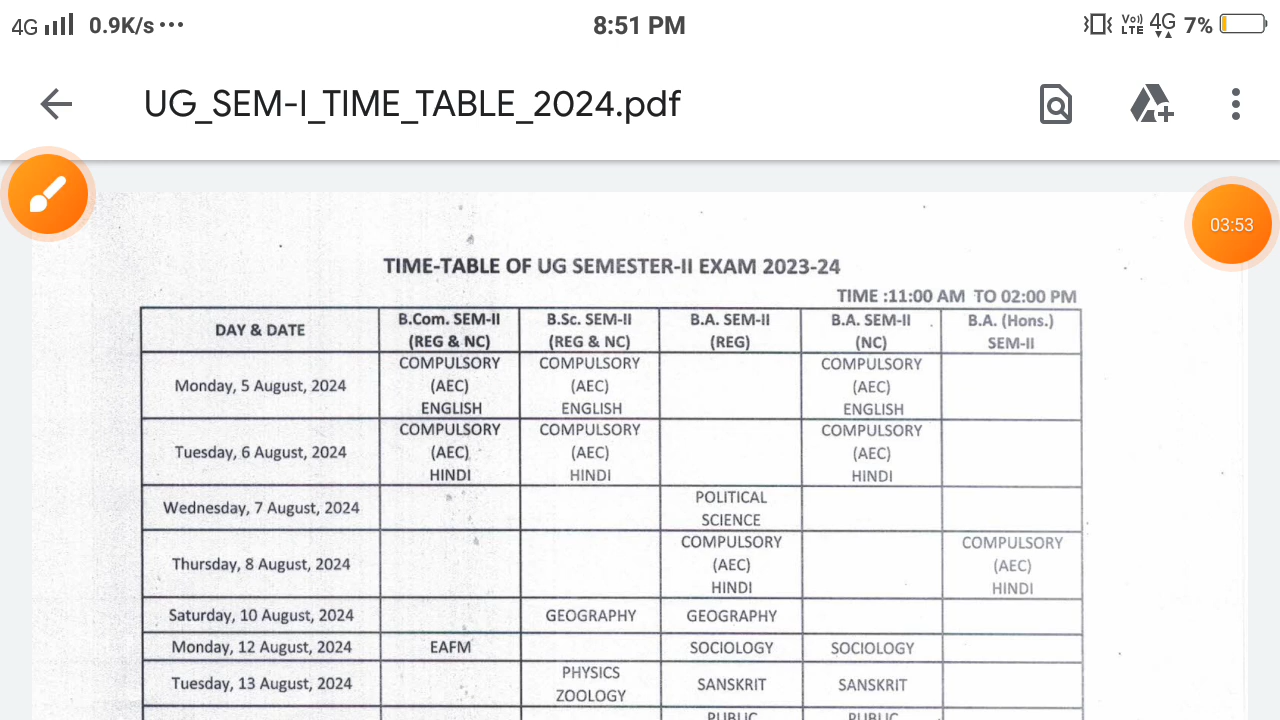 4G 0.9K/s ••• 8:51 PM Vo)) LTE 4G 7%
UG_SEM-I_TIME_TABLE_2024.pdf
03:53
TIME-TABLE OF UG SEMESTER-II EXAM 2023-24
TIME :11:00 AM TO 02:00 PM
DAY & DATE
B.Com. SEM-II
(REG & NC)
B.Sc. SEM-II
(REG & NC)
B.A. SEM-II
(REG)
B.A. SEM-II
(NC)
B.A. (Hons.)
SEM-II
Monday, 5 August, 2024
COMPULSORY
(AEC)
ENGLISH
COMPULSORY
(AEC)
ENGLISH
COMPULSORY
(AEC)
ENGLISH
Tuesday, 6 August, 2024
COMPULSORY
(AEC)
HINDI
COMPULSORY
(AEC)
HINDI
COMPULSORY
(AEC)
HINDI
Wednesday, 7 August, 2024
POLITICAL
SCIENCE
Thursday, 8 August, 2024
COMPULSORY
(AEC)
HINDI
COMPULSORY
(AEC)
HINDI
Saturday, 10 August, 2024
GEOGRAPHY
GEOGRAPHY
Monday, 12 August, 2024
EAFM
SOCIOLOGY
SOCIOLOGY
Tuesday, 13 August, 2024
PHYSICS
ZOOLOGY
SANSKRIT
SANSKRIT
PUBLIC
PUBLIC